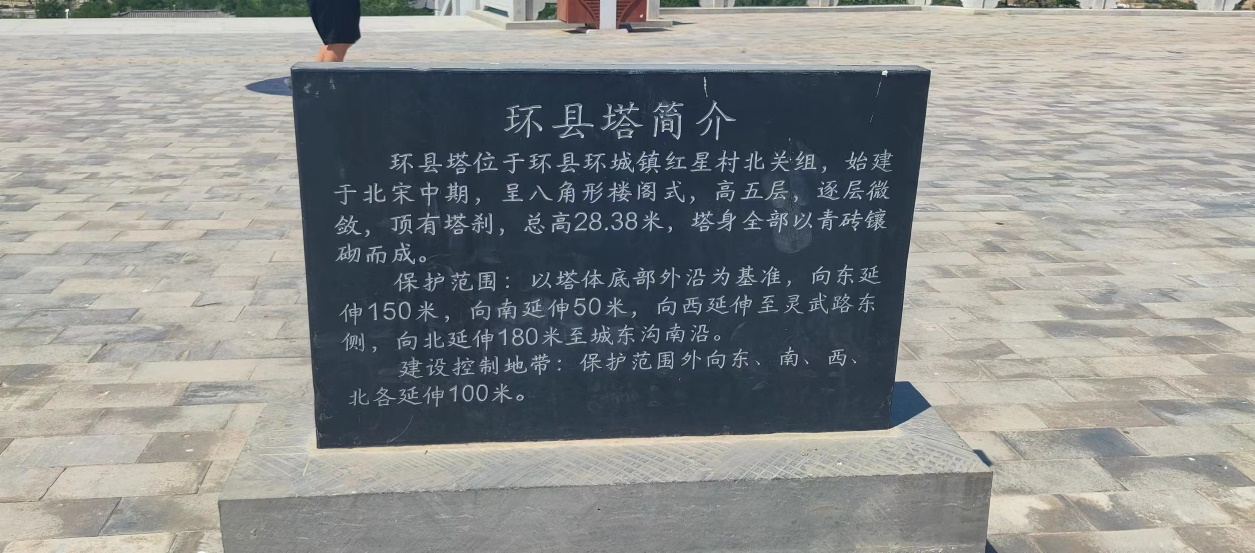 环县塔简介
环县塔位于环县环城镇红星村北关组，始建
于北宋中期，呈八角形楼阁式，高五层，逐层微
敛，顶有塔刹，总高28.38米，塔身全部以青砖镶
砌而成。
保护范围：以塔体底部外沿为基准，向东延
伸150米，向南延伸50米，向西延伸至灵武路东
侧，向北延伸180米至城东沟南沿。
建设控制地带：保护范围外向东、南、西、
北各延伸100米。